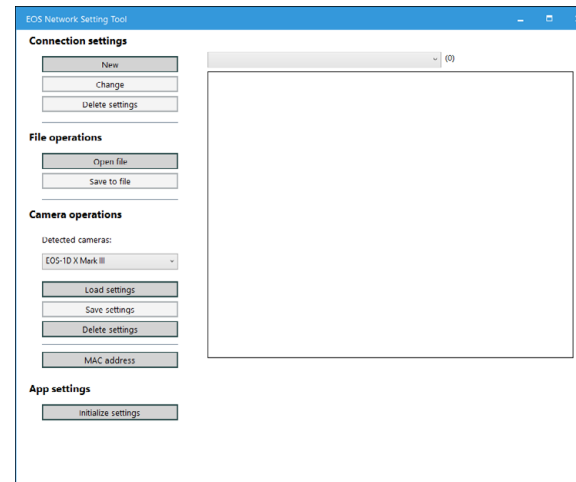 EOS Network Setting Tool
Connection settings
New
Change
Delete settings
(0)
File operations
Open file
Save to file
Camera operations
Detected cameras:
EOS-1D X Mark III
Load settings
Save settings
Delete settings
MAC address
App settings
Initialize settings